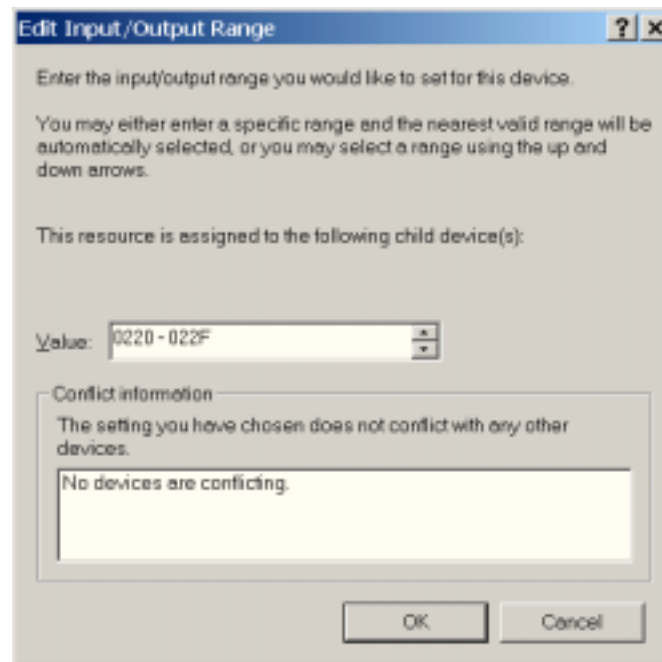 Edit Input/Output Range
Enter the input/output range you would like to set for this device.
You may either enter a specific range and the nearest valid range will be
automatically selected, or you may select a range using the up and
down arrows.
This resource is assigned to the following child device(s):
Value: 0220 - 022F
Conflict information
The setting you have chosen does not conflict with any other
devices.
No devices are conflicting.
OK Cancel